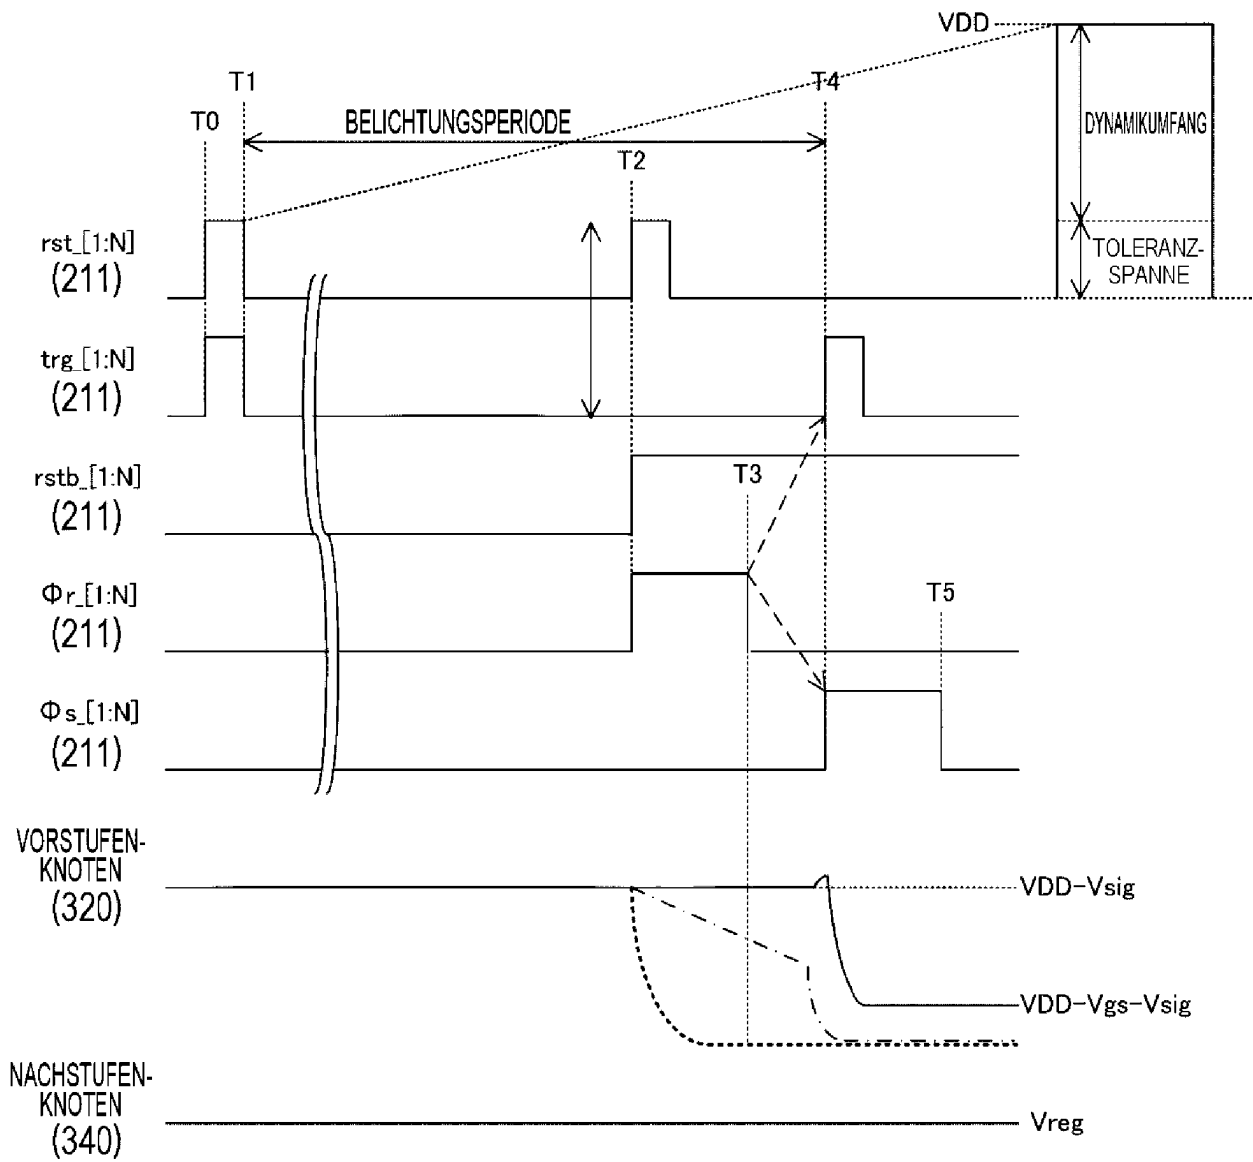 VDD
T1
T4
T0
BELICHTUNGSPERIODE
DYNAMIKUMFANG
T2
rst_[1:N]
(211)
TOLERANZ-
SPANNE
trg_[1:N]
(211)
rstb_[1:N]
(211)
T3
Φr_[1:N]
(211)
T5
Φs_[1:N]
(211)
VORSTUFEN-
KNOTEN
(320)
VDD-Vsig
VDD-Vgs-Vsig
NACHSTUFEN-
KNOTEN
(340)
Vreg